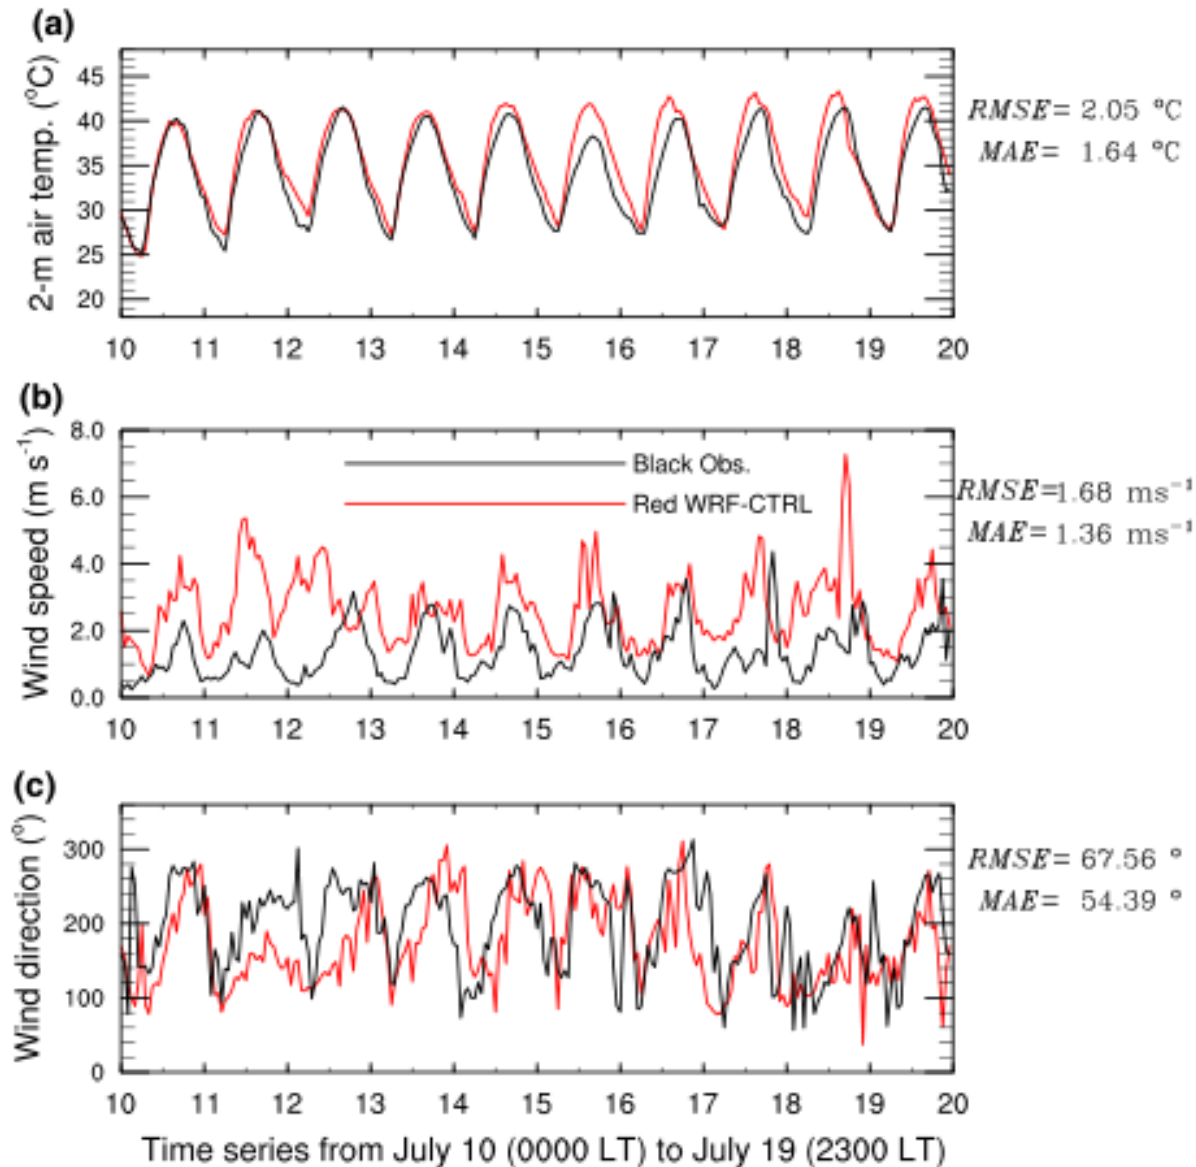 (a)
2-m air temp. (°C)
45
40
35
30
25
20
10 11 12 13 14 15 16 17 18 19 20
RMSE= 2.05 °C
MAE= 1.64 °C
(b)
Wind speed (m s⁻¹)
8.0
6.0
4.0
2.0
0.0
Black Obs.
Red WRF-CTRL
10 11 12 13 14 15 16 17 18 19 20
RMSE=1.68 ms⁻¹
MAE= 1.36 ms⁻¹
(c)
Wind direction (°)
300
200
100
0
10 11 12 13 14 15 16 17 18 19 20
RMSE= 67.56 °
MAE= 54.39 °
Time series from July 10 (0000 LT) to July 19 (2300 LT)